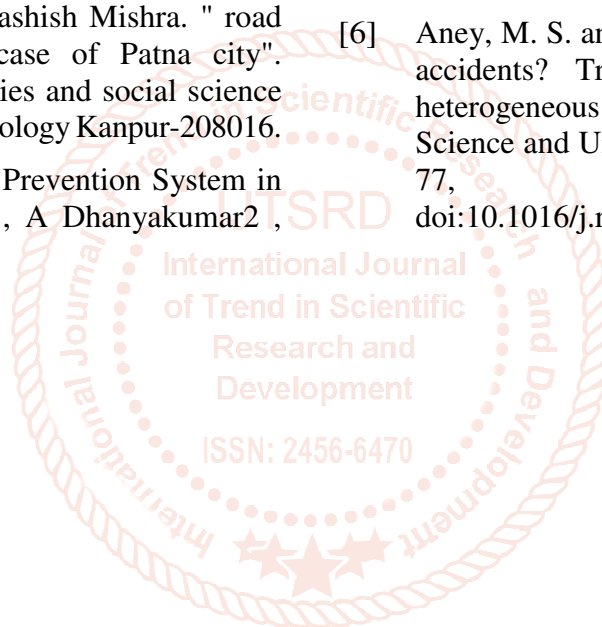 ashish Mishra. " road
case of Patna city".
ies and social science
ology Kanpur-208016.
Prevention System in
, A Dhanyakumar2 ,
[6] Aney, M. S. an
accidents? Tr
heterogeneous
Science and U
77,
doi:10.1016/j.r
International Journal of Trend in Scientific Research and Development
IJTSRD
International Journal
of Trend in Scientific
Research and
Development
ISSN: 2456-6470